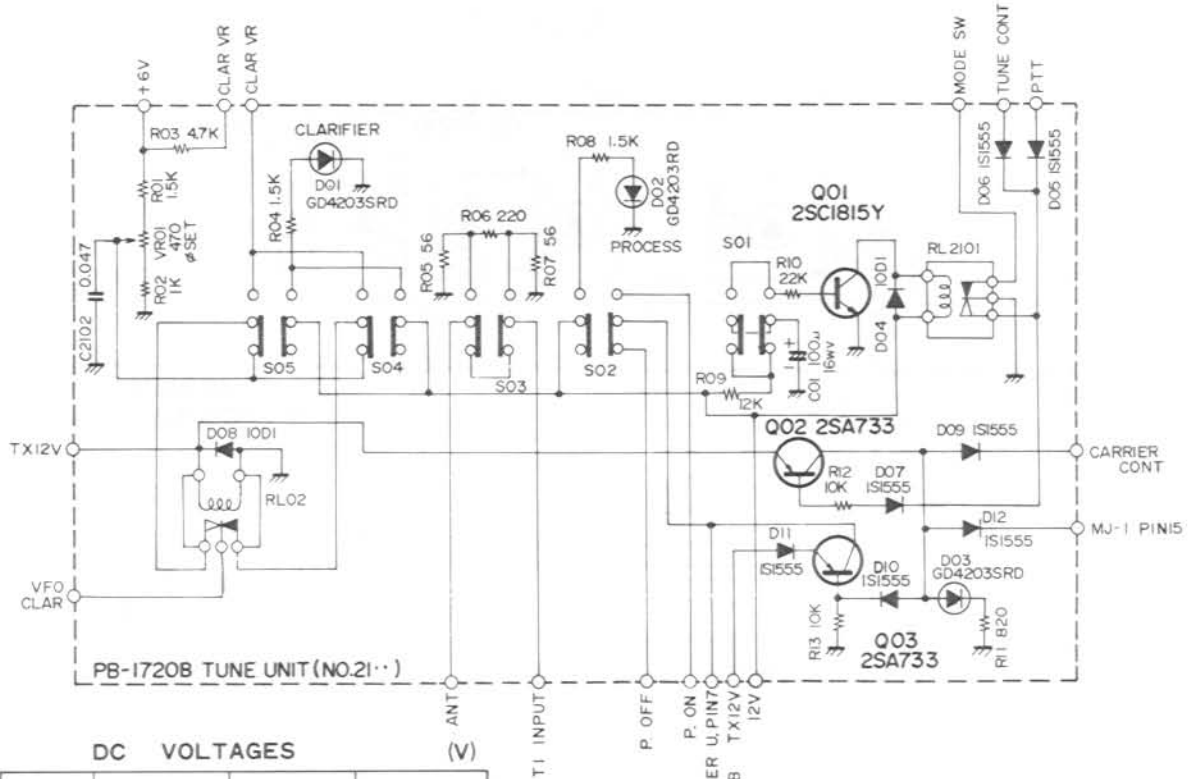 +6V
CLAR VR
CLAR VR
MODE SW
TUNE CONT
PTT
R03 4.7K
CLARIFIER
D01
GD4203SRD
R01
1.5K
VR01
470
ø SET
R02
1K
C2102 0.047
R04 1.5K
R05 56
R06 220
R07 56
R08 1.5K
D02
GD4203RD
PROCESS
S01
Q01
2SC1815Y
R10
22K
10D1
D04
D06 1S1555
D05 1S1555
RL2101
C01 100μ
16wv
+
S05
S04
S03
S02
R09
12K
TX12V
D08 10D1
RL02
VFO
CLAR
Q02 2SA733
R12
10K
D07
1S1555
D09 1S1555
CARRIER
CONT
D12
1S1555
MJ-1 PIN15
D11
1S1555
D10
1S1555
D03
GD4203SRD
R13 10K
Q03
2SA733
R11 820
PB-1720B TUNE UNIT (NO.21··)
ANT
T1 INPUT
P. OFF
P. ON
ER U, PIN7
B TX12V
12V
DC VOLTAGES (V)